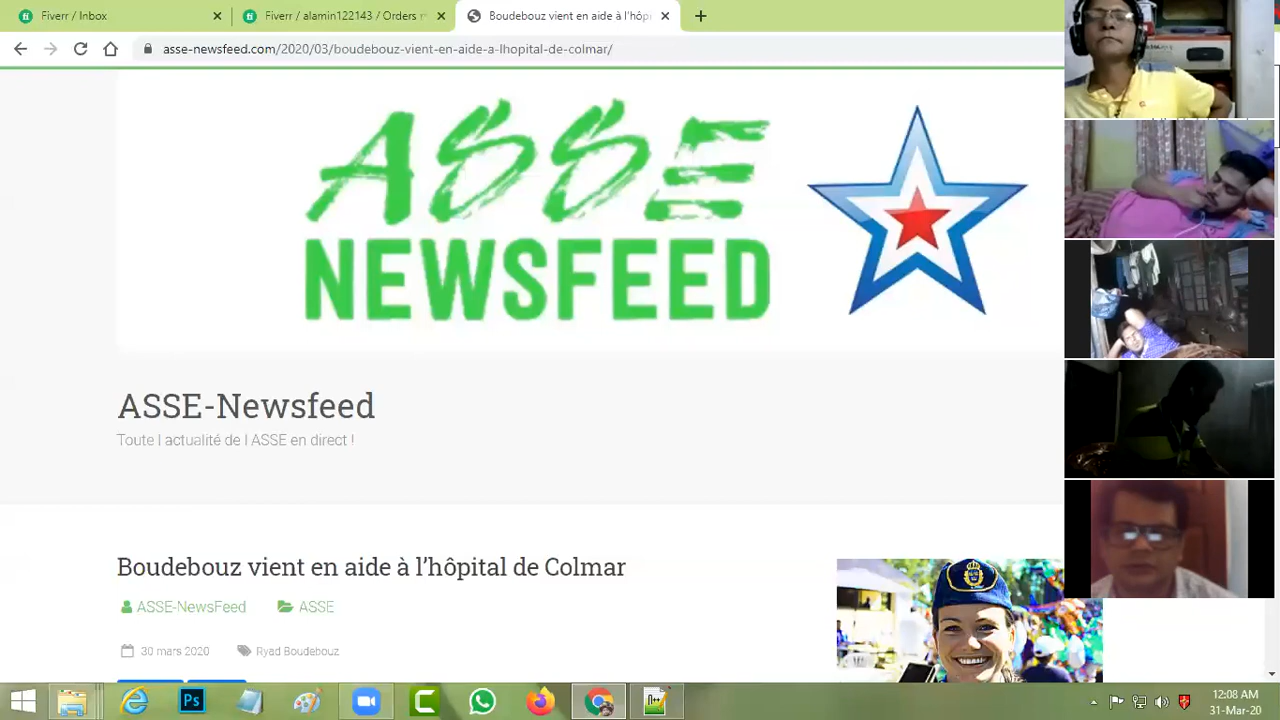 Fiverr / Inbox
Fiverr / alamin122143 / Orders
Boudebouz vient en aide à l'hôp
asse-newsfeed.com/2020/03/boudebouz-vient-en-aide-a-lhopital-de-colmar/
ASSE
NEWSFEED
ASSE-Newsfeed
Toute l actualité de l ASSE en direct !
Boudebouz vient en aide à l’hôpital de Colmar
ASSE-NewsFeed ASSE
30 mars 2020 Ryad Boudebouz
12:08 AM
31-Mar-20